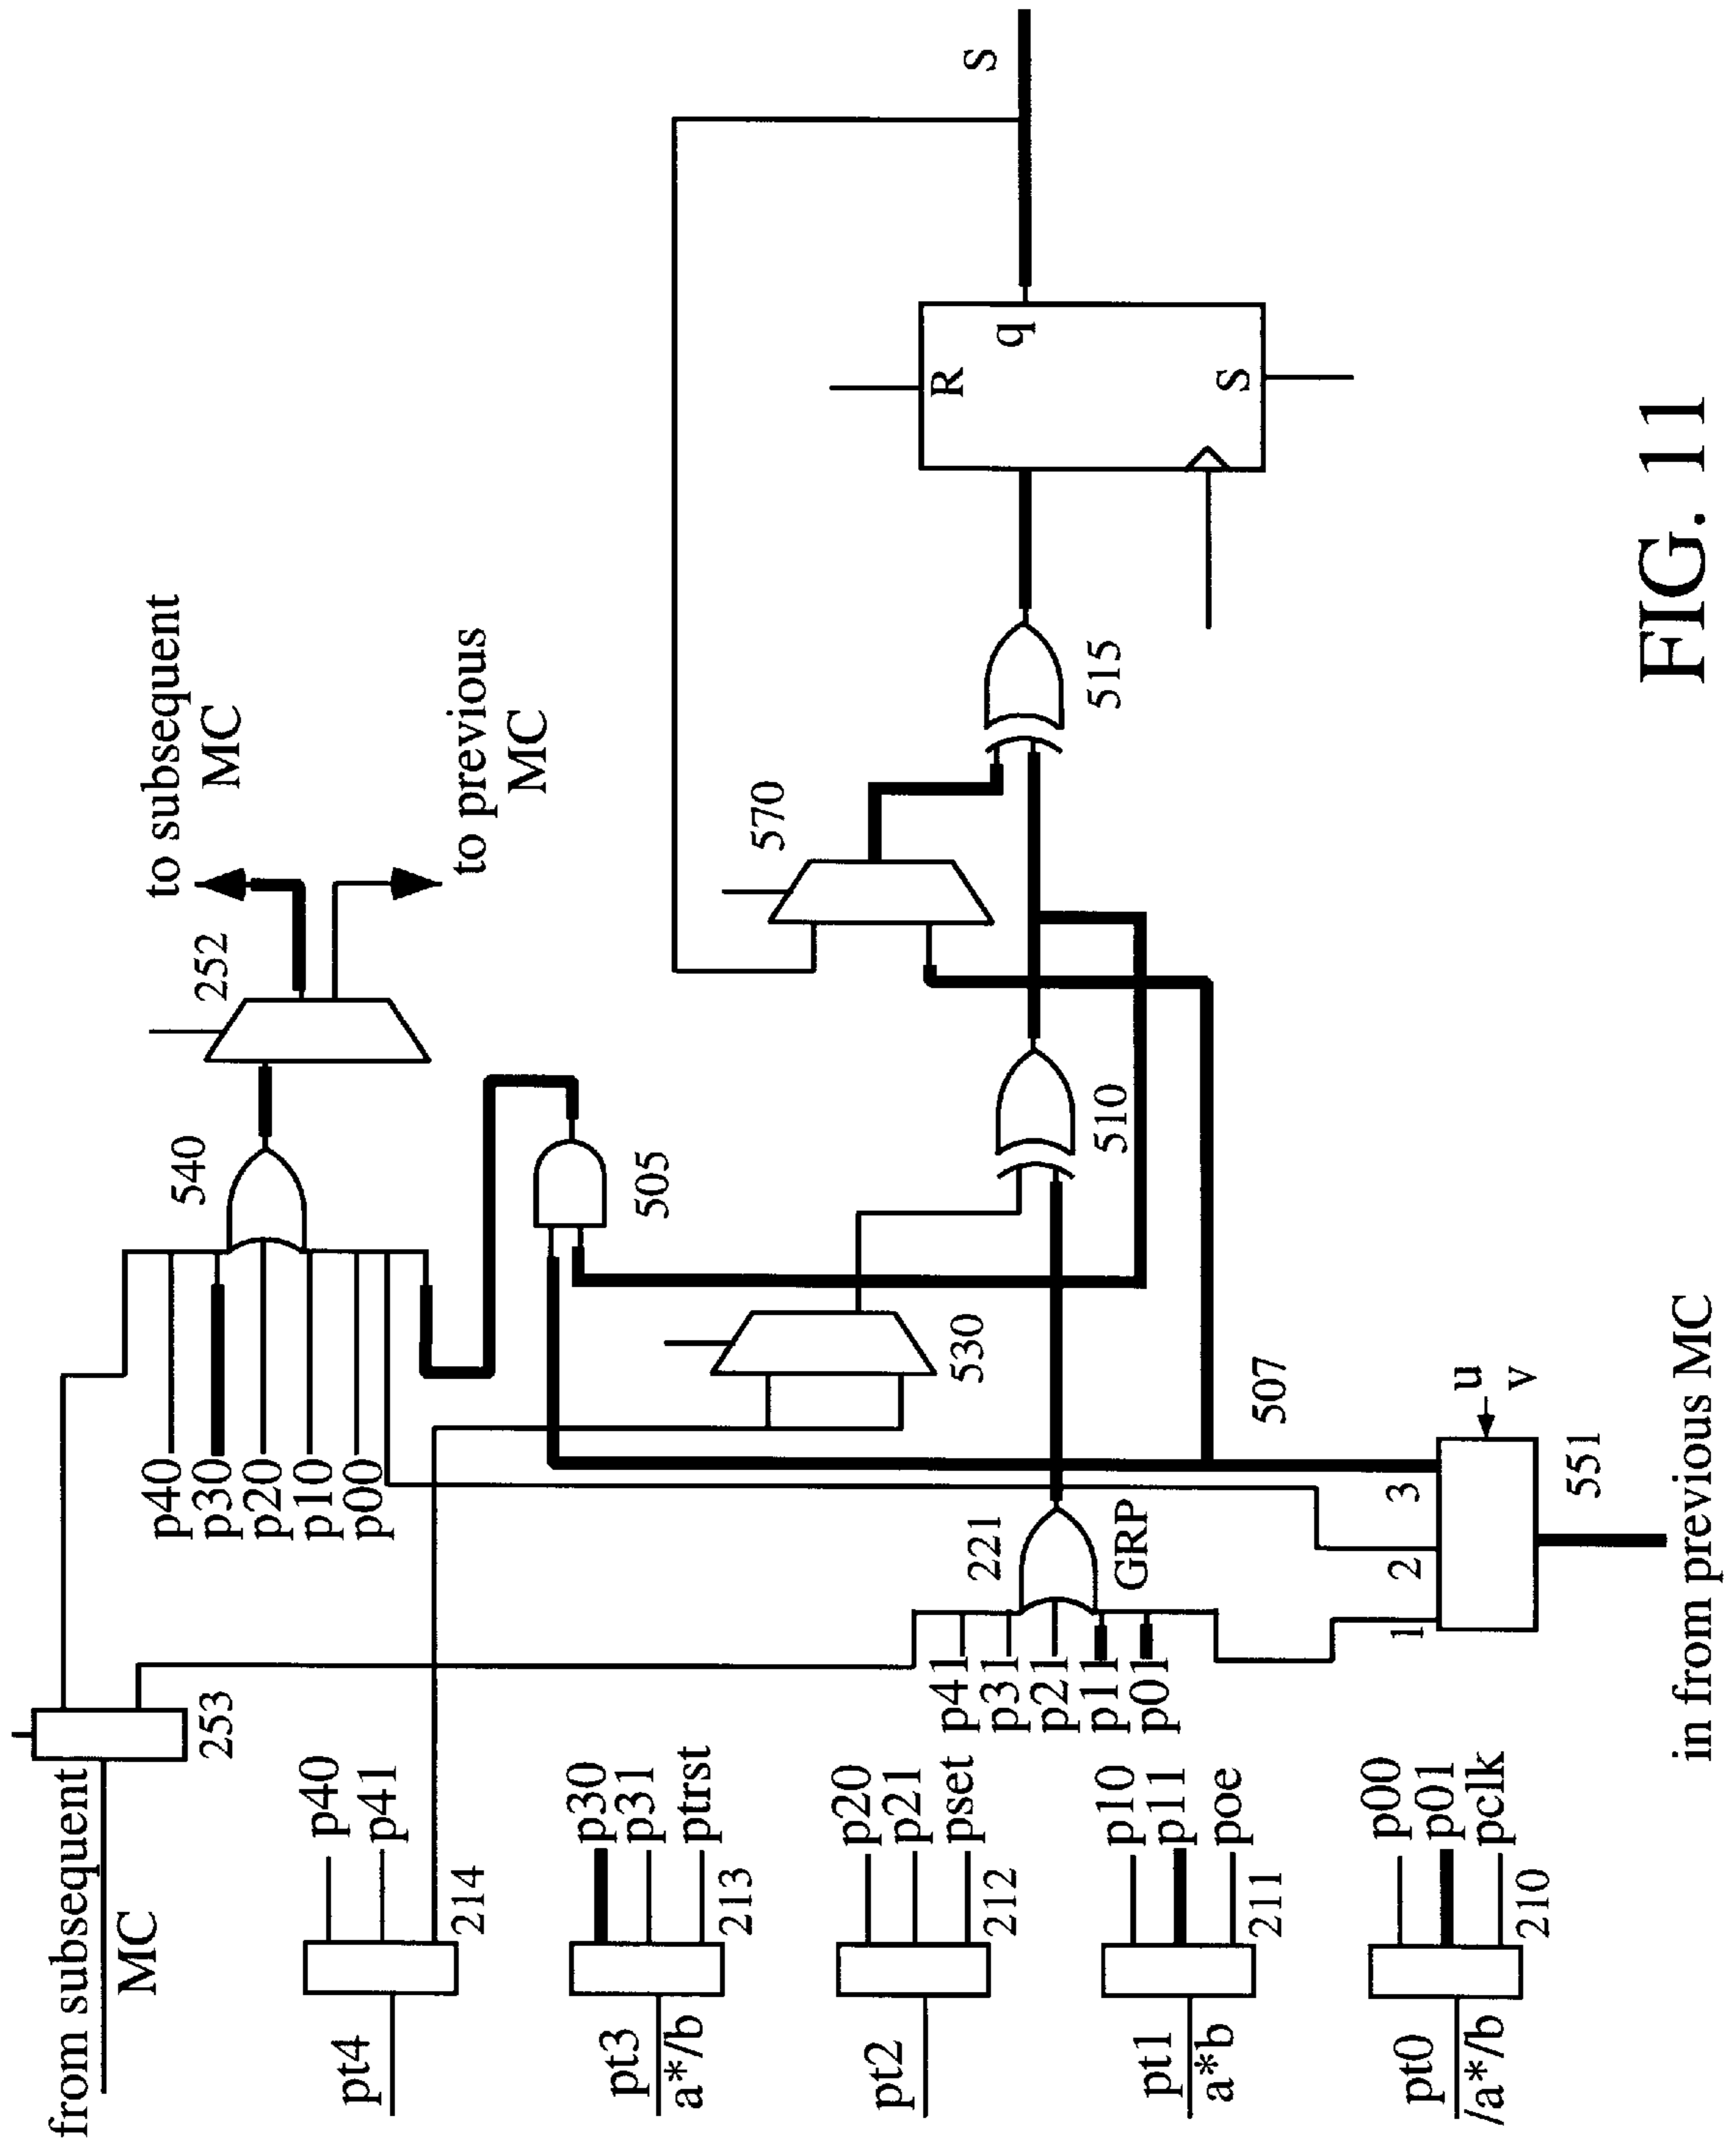 from subsequent
MC
253
pt4
p40
p41
214
pt3
a*/b
p30
p31
ptrst
213
pt2
p20
p21
pset
212
pt1
a*b
p10
p11
poe
211
pt0
/a*/b
p00
p01
pclk
210
p40
p30
p20
p10
p00
540
252
to subsequent
MC
to previous
MC
505
530
p41
p31
p21
p11
p01
221
GRP
510
570
515
R
q
S
S
507
1
2
3
u
v
551
in from previous MC
FIG. 11